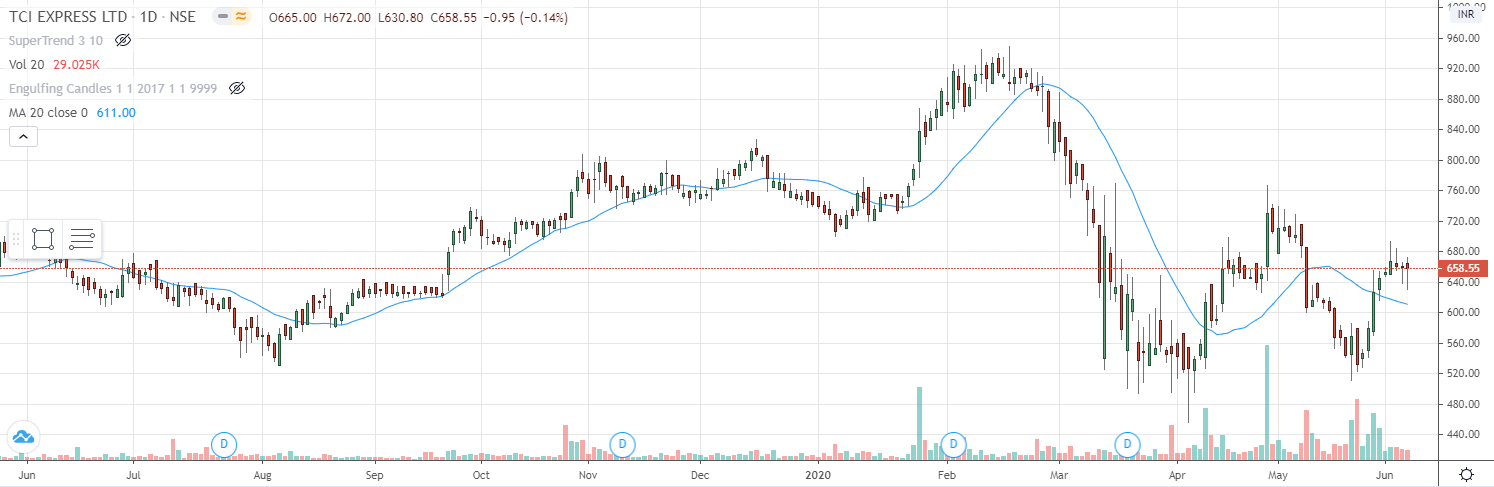 TCI EXPRESS LTD · 1D · NSE O665.00 H672.00 L630.80 C658.55 −0.95 (−0.14%)
SuperTrend 3 10
Vol 20 29.025K
Engulfing Candles 1 1 2017 1 1 9999
MA 20 close 0 611.00
1000.00
INR
960.00
920.00
880.00
840.00
800.00
760.00
720.00
680.00
658.55
640.00
600.00
560.00
520.00
480.00
440.00
D D D D
Jun Jul Aug Sep Oct Nov Dec 2020 Feb Mar Apr May Jun